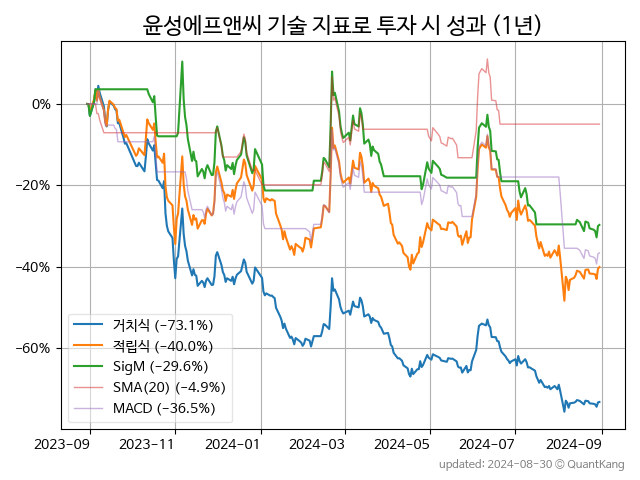 윤성에프앤씨 기술 지표로 투자 시 성과 (1년)
0%
−20%
−40%
−60%
거치식 (−73.1%)
적립식 (−40.0%)
SigM (−29.6%)
SMA(20) (−4.9%)
MACD (−36.5%)
2023-09
2023-11
2024-01
2024-03
2024-05
2024-07
2024-09
updated: 2024-08-30 © QuantKang